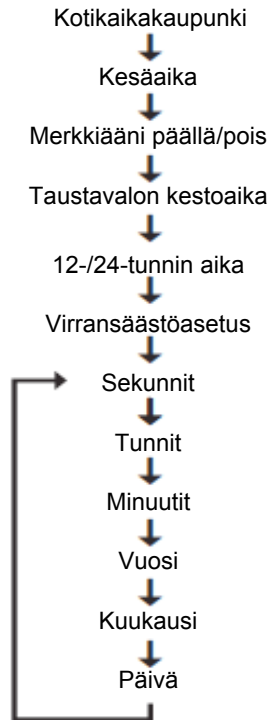 Kotikaikakaupunki
Kesäaika
Merkkiääni päällä/pois
Taustavalon kestoaika
12-/24-tunnin aika
Virransäästöasetus
Sekunnit
Tunnit
Minuutit
Vuosi
Kuukausi
Päivä